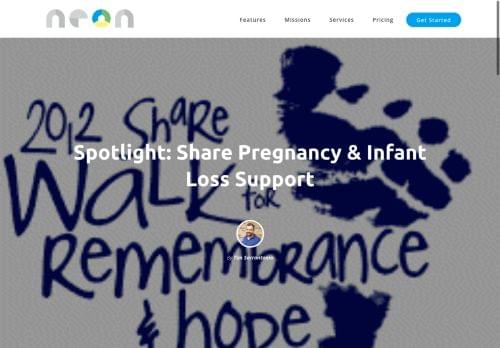 neon
Features Missions Services Pricing Get Started
2012 Share
Walk for
Remembrance
& hope
Spotlight: Share Pregnancy & Infant
Loss Support
By Tim Sarrantonio